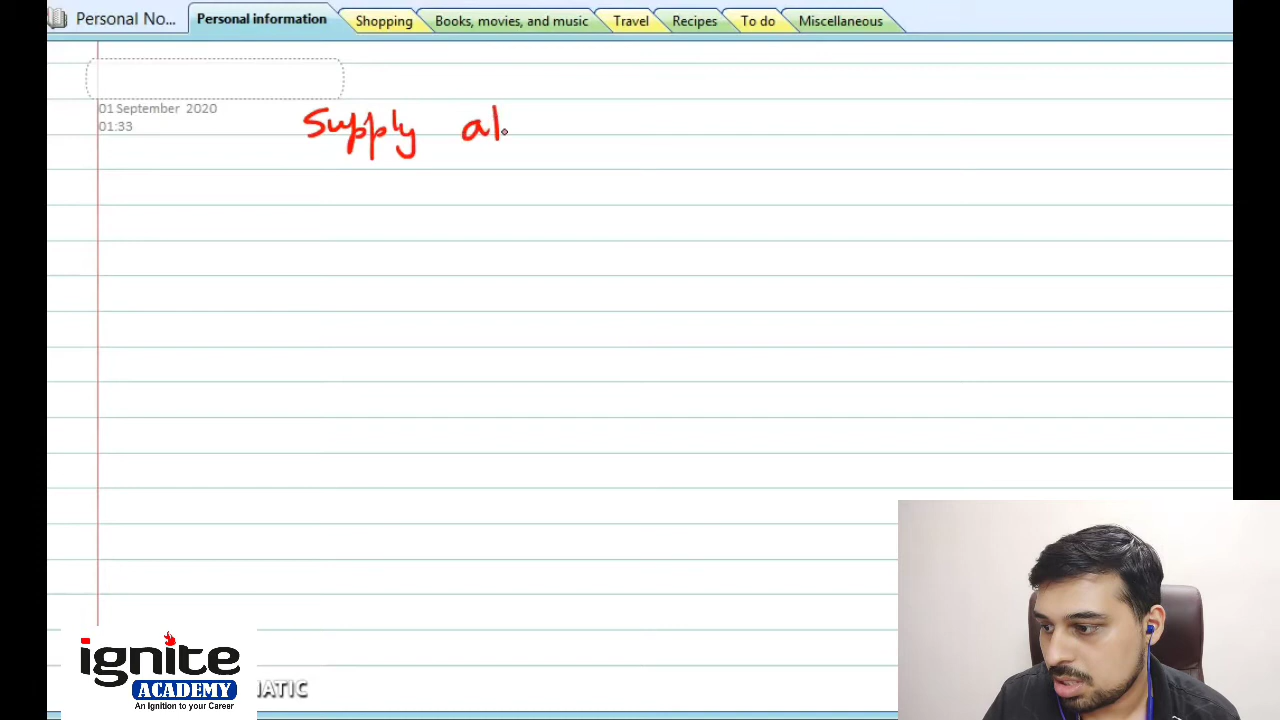 Personal No... Personal information Shopping Books, movies, and music Travel Recipes To do Miscellaneous
01 September 2020
01:33
Supply al
ignite
ACADEMY
An Ignition to your Career